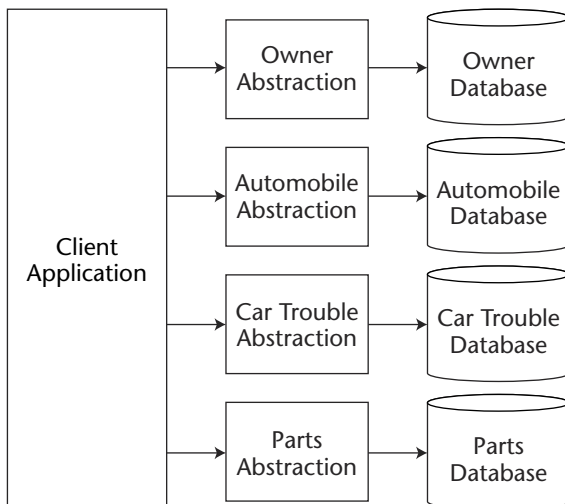 Client
Application
Owner
Abstraction
Owner
Database
Automobile
Abstraction
Automobile
Database
Car Trouble
Abstraction
Car Trouble
Database
Parts
Abstraction
Parts
Database